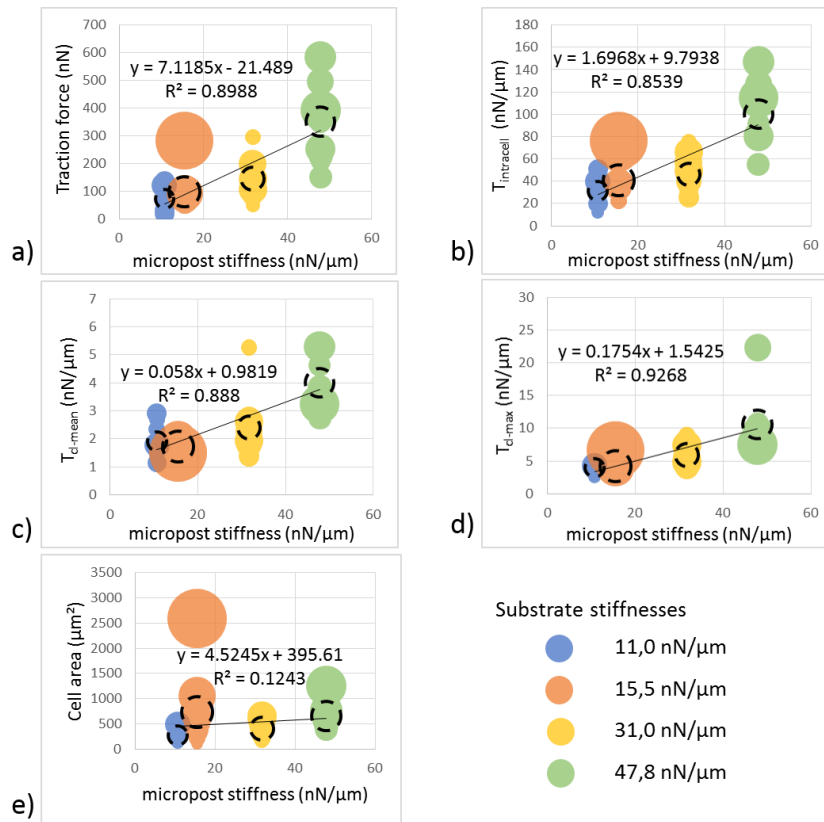 700
600
500
400
300
200
100
0
Traction force (nN)
y = 7.1185x - 21.489
R² = 0.8988
0 20 40 60
a) micropost stiffness (nN/µm)
180
160
140
120
100
80
60
40
20
0
Tintracell (nN/µm)
y = 1.6968x + 9.7938
R² = 0.8539
0 20 40 60
b) micropost stiffness (nN/µm)
7
6
5
4
3
2
1
0
Tcl-mean (nN/µm)
y = 0.058x + 0.9819
R² = 0.888
0 20 40 60
c) micropost stiffness (nN/µm)
30
25
20
15
10
5
0
Tcl-max (nN/µm)
y = 0.1754x + 1.5425
R² = 0.9268
0 20 40 60
d) micropost stiffness (nN/µm)
3500
3000
2500
2000
1500
1000
500
0
Cell area (µm²)
y = 4.5245x + 395.61
R² = 0.1243
0 20 40 60
e) micropost stiffness (nN/µm)
Substrate stiffnesses
11,0 nN/µm
15,5 nN/µm
31,0 nN/µm
47,8 nN/µm